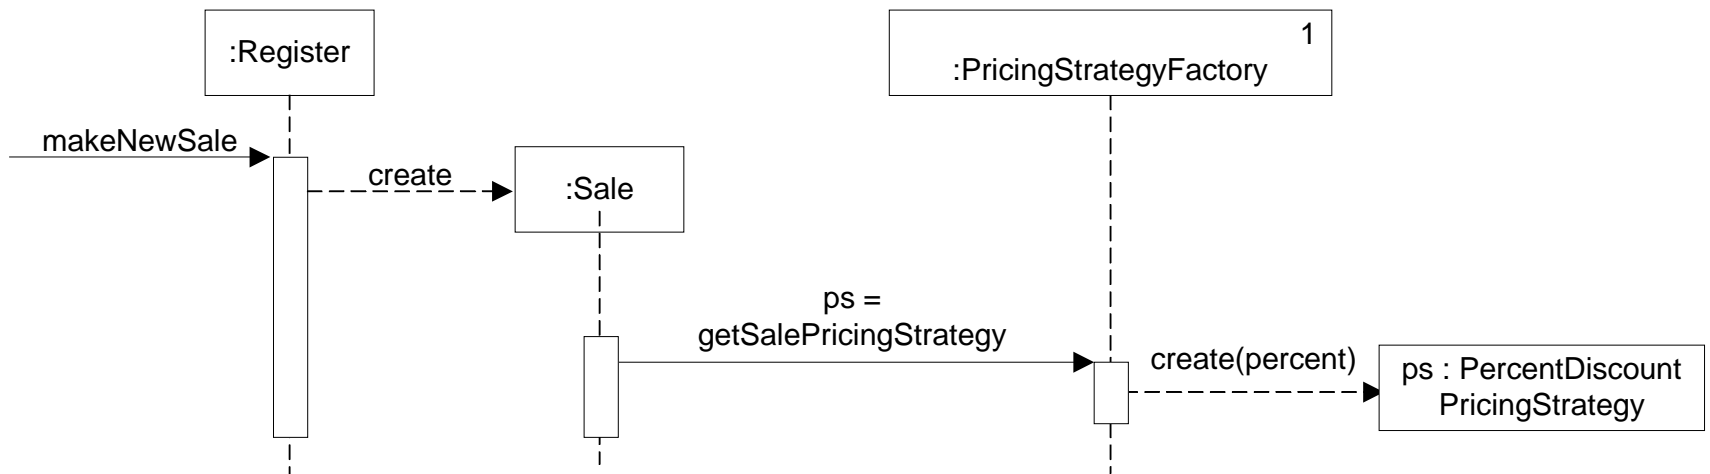 :Register
1
:PricingStrategyFactory
makeNewSale
create
:Sale
ps =
getSalePricingStrategy
create(percent)
ps : PercentDiscount
PricingStrategy